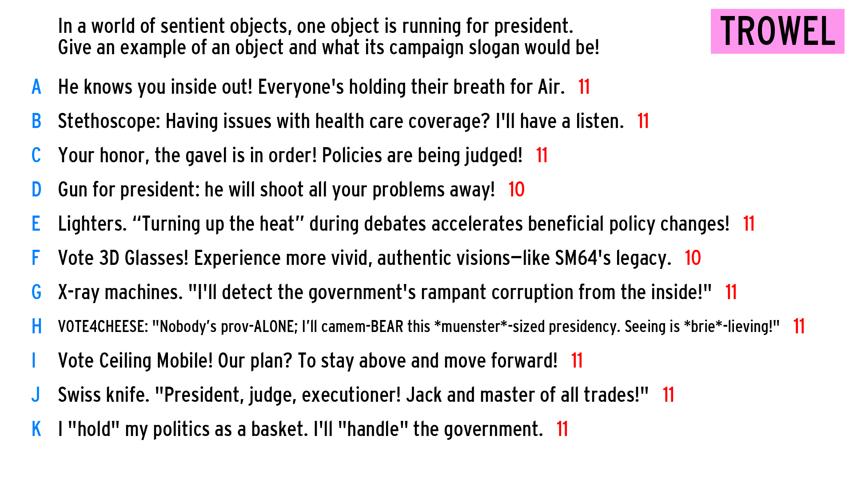 In a world of sentient objects, one object is running for president.
Give an example of an object and what its campaign slogan would be!
TROWEL
A He knows you inside out! Everyone's holding their breath for Air. 11
B Stethoscope: Having issues with health care coverage? I'll have a listen. 11
C Your honor, the gavel is in order! Policies are being judged! 11
D Gun for president: he will shoot all your problems away! 10
E Lighters. “Turning up the heat” during debates accelerates beneficial policy changes! 11
F Vote 3D Glasses! Experience more vivid, authentic visions—like SM64's legacy. 10
G X-ray machines. "I'll detect the government's rampant corruption from the inside!" 11
H VOTE4CHEESE: "Nobody’s prov-ALONE; I’ll camem-BEAR this *muenster*-sized presidency. Seeing is *brie*-lieving!" 11
I Vote Ceiling Mobile! Our plan? To stay above and move forward! 11
J Swiss knife. "President, judge, executioner! Jack and master of all trades!" 11
K I "hold" my politics as a basket. I'll "handle" the government. 11